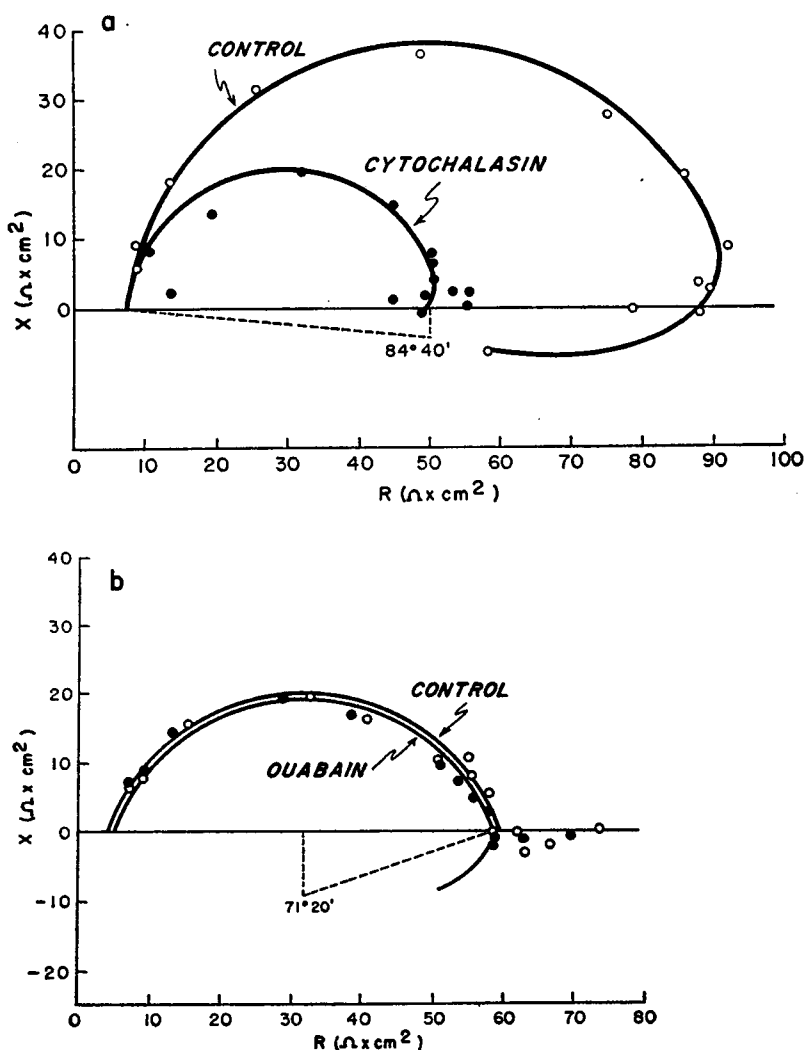 a
40
30
20
10
0
X (Ω x cm²)
CONTROL
CYTOCHALASIN
84° 40'
0 10 20 30 40 50 60 70 80 90 100
R (Ω x cm²)
b
40
30
20
10
0
-10
-20
X (Ω x cm²)
CONTROL
OUABAIN
71° 20'
0 10 20 30 40 50 60 70 80
R (Ω x cm²)